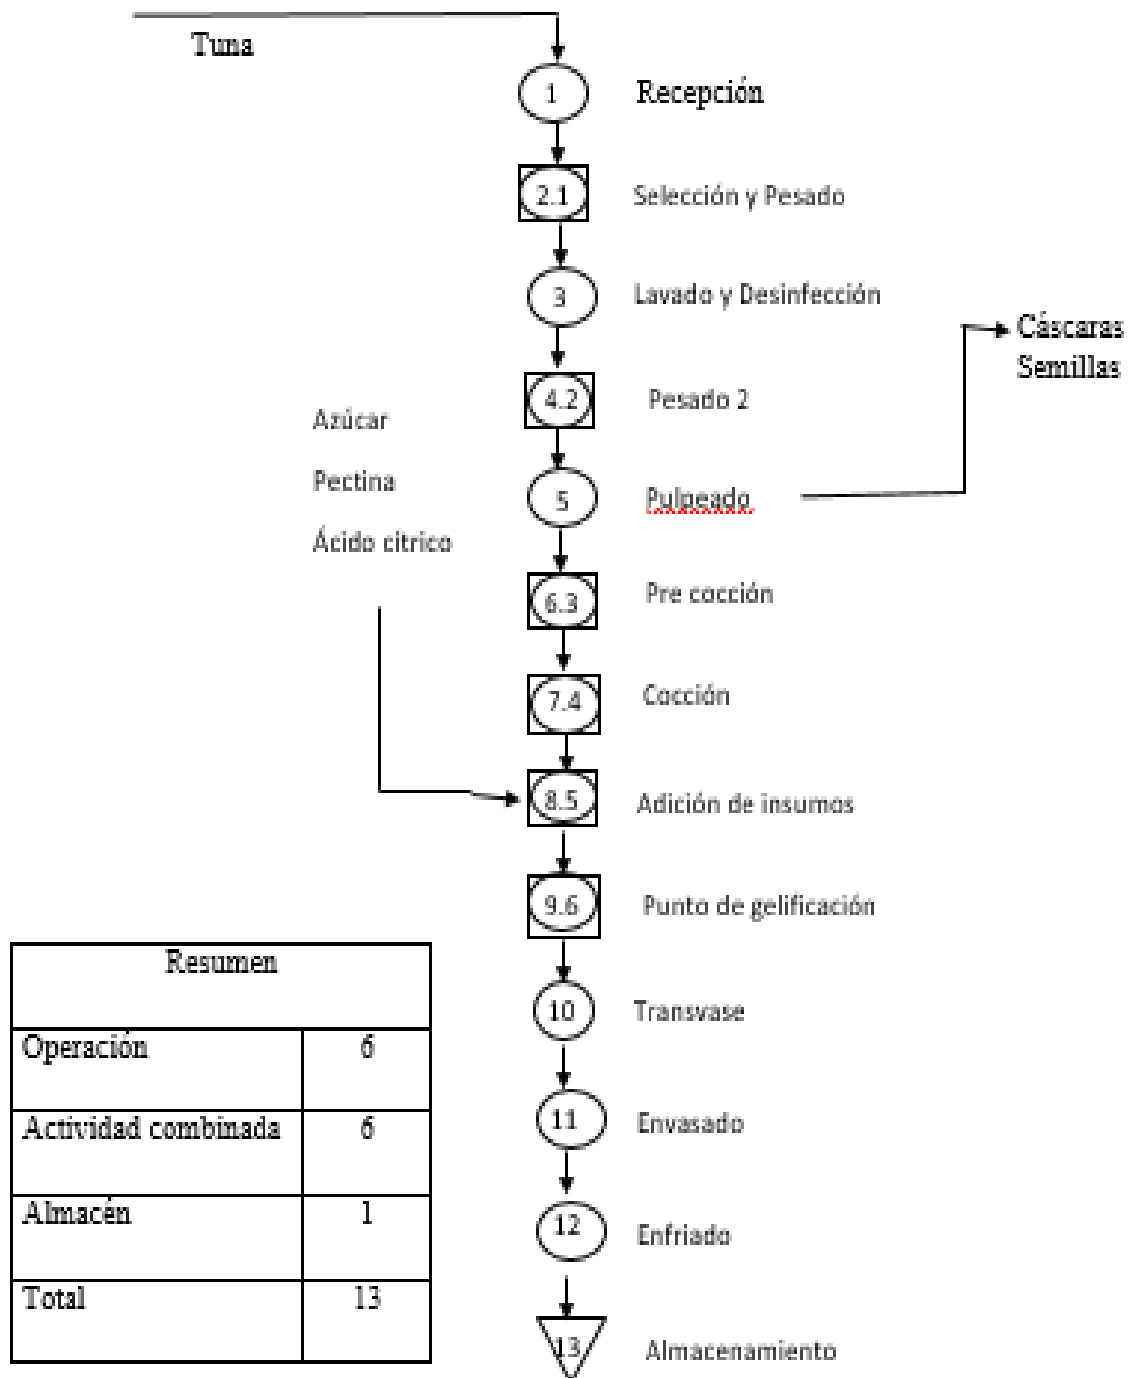 Tuna
1 Recepción
2.1 Selección y Pesado
3 Lavado y Desinfección
Cáscaras
Semillas
4.2 Pesado 2
Azúcar
Pectina
Ácido cítrico
5 Pulpeado
6.3 Pre cocción
7.4 Cocción
8.5 Adición de insumos
9.6 Punto de gelificación
10 Transvase
11 Envasado
12 Enfriado
13 Almacenamiento
Resumen
Operación 6
Actividad combinada 6
Almacén 1
Total 13